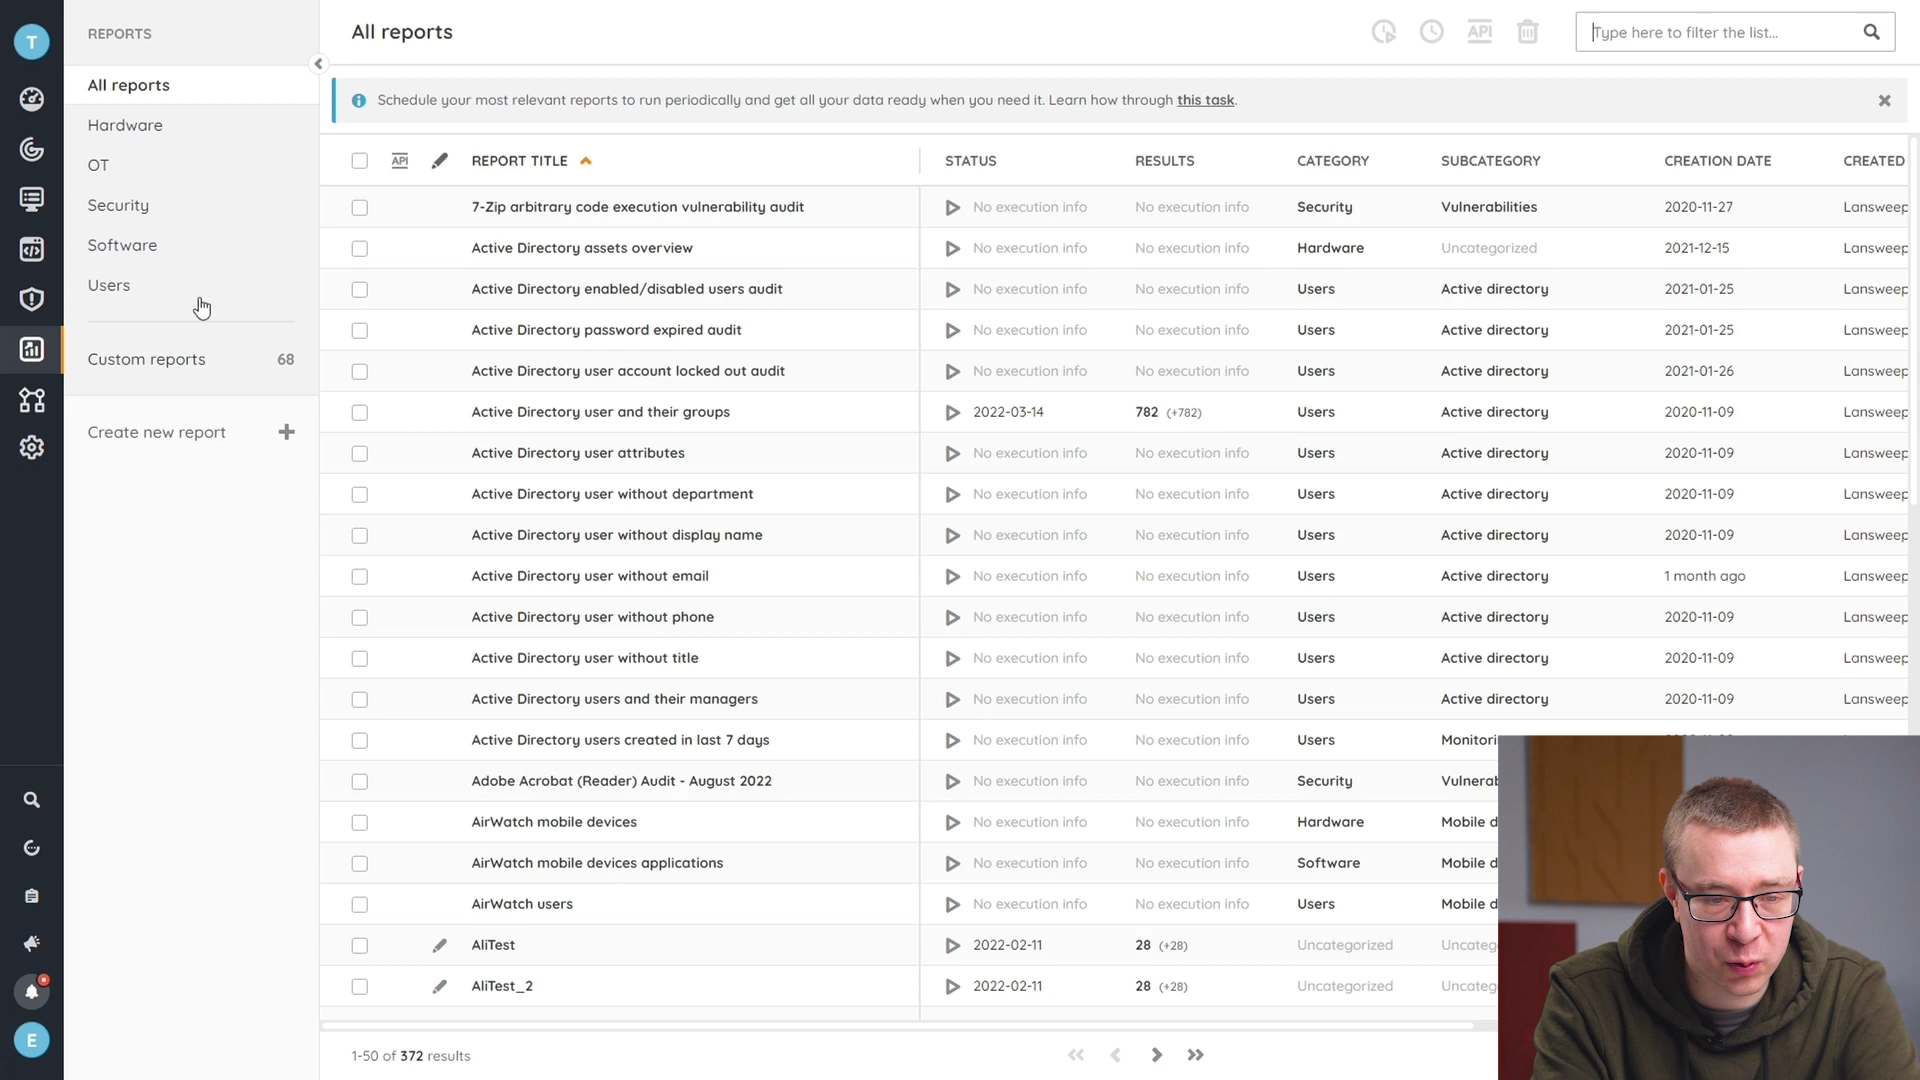 T
REPORTS
All reports
Hardware
OT
Security
Software
Users
Custom reports 68
Create new report +
E
All reports
API
Type here to filter the list...
Schedule your most relevant reports to run periodically and get all your data ready when you need it. Learn how through this task.
API REPORT TITLE STATUS RESULTS CATEGORY SUBCATEGORY CREATION DATE CREATED
7-Zip arbitrary code execution vulnerability audit No execution info No execution info Security Vulnerabilities 2020-11-27 Lansweep
Active Directory assets overview No execution info No execution info Hardware Uncategorized 2021-12-15 Lansweep
Active Directory enabled/disabled users audit No execution info No execution info Users Active directory 2021-01-25 Lansweep
Active Directory password expired audit No execution info No execution info Users Active directory 2021-01-25 Lansweep
Active Directory user account locked out audit No execution info No execution info Users Active directory 2021-01-26 Lansweep
Active Directory user and their groups 2022-03-14 782 (+782) Users Active directory 2020-11-09 Lansweep
Active Directory user attributes No execution info No execution info Users Active directory 2020-11-09 Lansweep
Active Directory user without department No execution info No execution info Users Active directory 2020-11-09 Lansweep
Active Directory user without display name No execution info No execution info Users Active directory 2020-11-09 Lansweep
Active Directory user without email No execution info No execution info Users Active directory 1 month ago Lansweep
Active Directory user without phone No execution info No execution info Users Active directory 2020-11-09 Lansweep
Active Directory user without title No execution info No execution info Users Active directory 2020-11-09 Lansweep
Active Directory users and their managers No execution info No execution info Users Active directory 2020-11-09 Lansweep
Active Directory users created in last 7 days No execution info No execution info Users Monitori
Adobe Acrobat (Reader) Audit - August 2022 No execution info No execution info Security Vulnerab
AirWatch mobile devices No execution info No execution info Hardware Mobile d
AirWatch mobile devices applications No execution info No execution info Software Mobile d
AirWatch users No execution info No execution info Users Mobile d
AliTest 2022-02-11 28 (+28) Uncategorized Uncateg
AliTest_2 2022-02-11 28 (+28) Uncategorized Uncateg
1-50 of 372 results